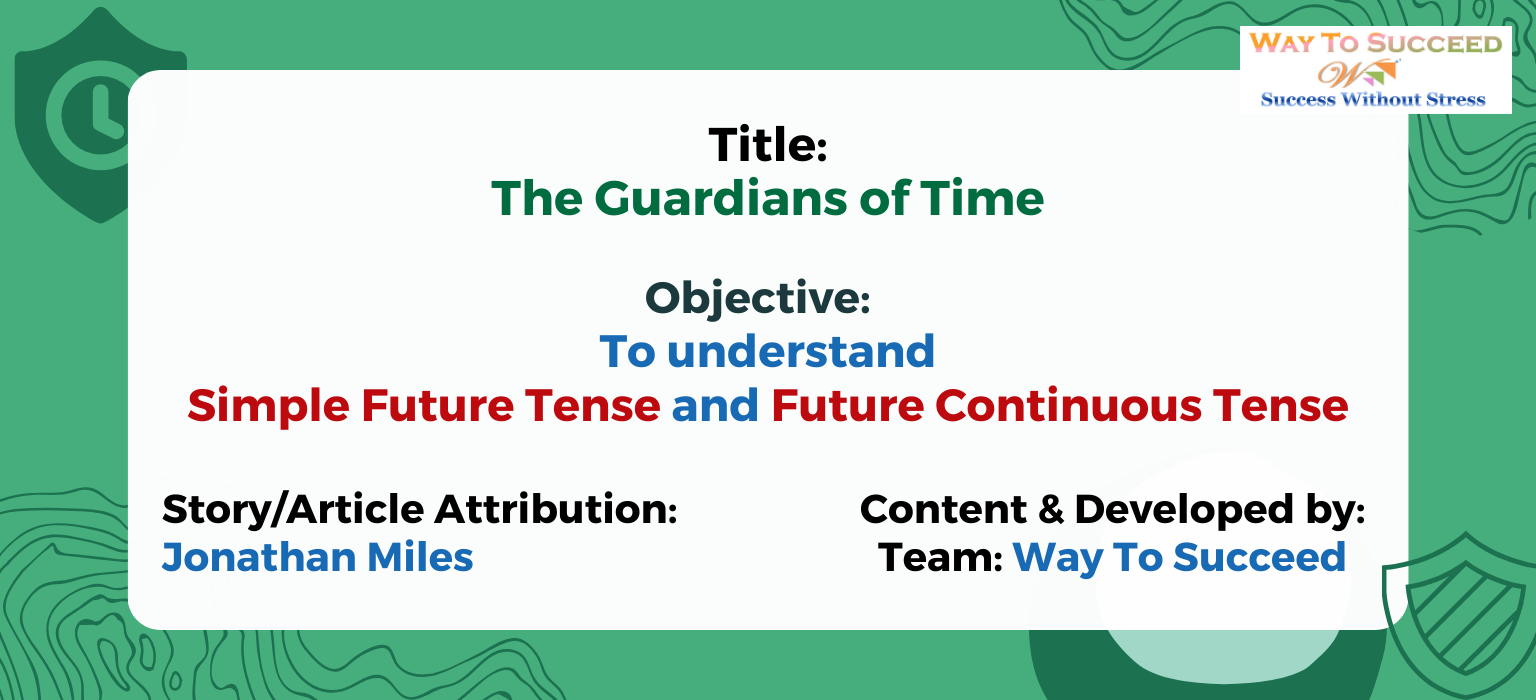 WAY TO SUCCEED
Success Without Stress
Title:
The Guardians of Time
Objective:
To understand
Simple Future Tense and Future Continuous Tense
Story/Article Attribution:
Jonathan Miles
Content & Developed by:
Team: Way To Succeed